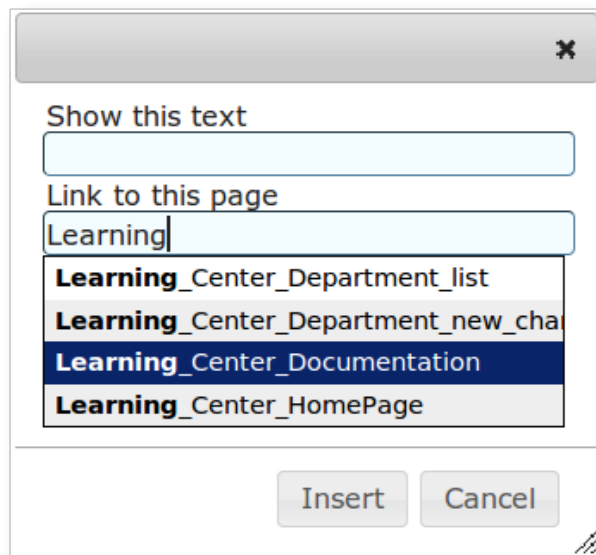 Show this text
Link to this page
Learning
Learning_Center_Department_list
Learning_Center_Department_new_cha
Learning_Center_Documentation
Learning_Center_HomePage
Insert Cancel